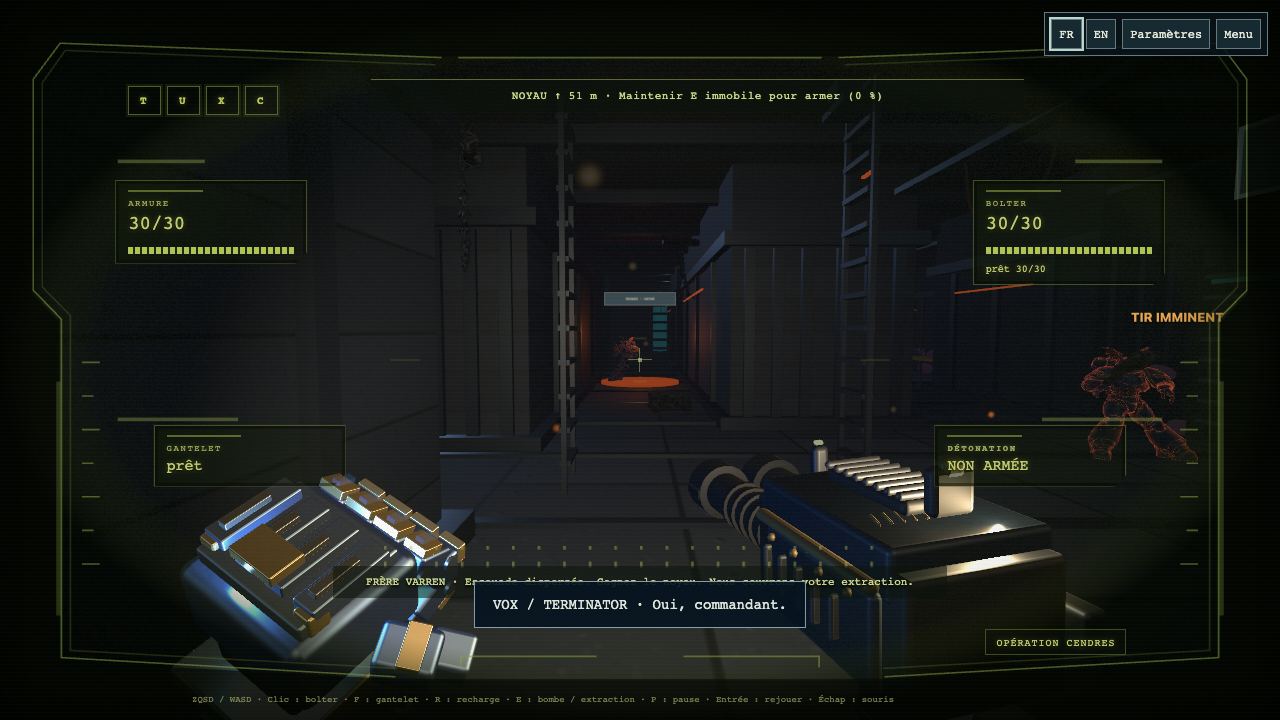 FR EN Paramètres Menu
T U X C
NOYAU ↑ 51 m · Maintenir E immobile pour armer (0 %)
ARMURE
30/30
BOLTER
30/30
prêt 30/30
TIR IMMINENT
GANTELET
prêt
DÉTONATION
NON ARMÉE
FRÈRE VARREN · votre extraction.
VOX / TERMINATOR · Oui, commandant.
OPÉRATION CENDRES
ZQSD / WASD · Clic : bolter · F : gantelet · R : recharge · E : bombe / extraction · P : pause · Entrée : rejouer · Échap : souris